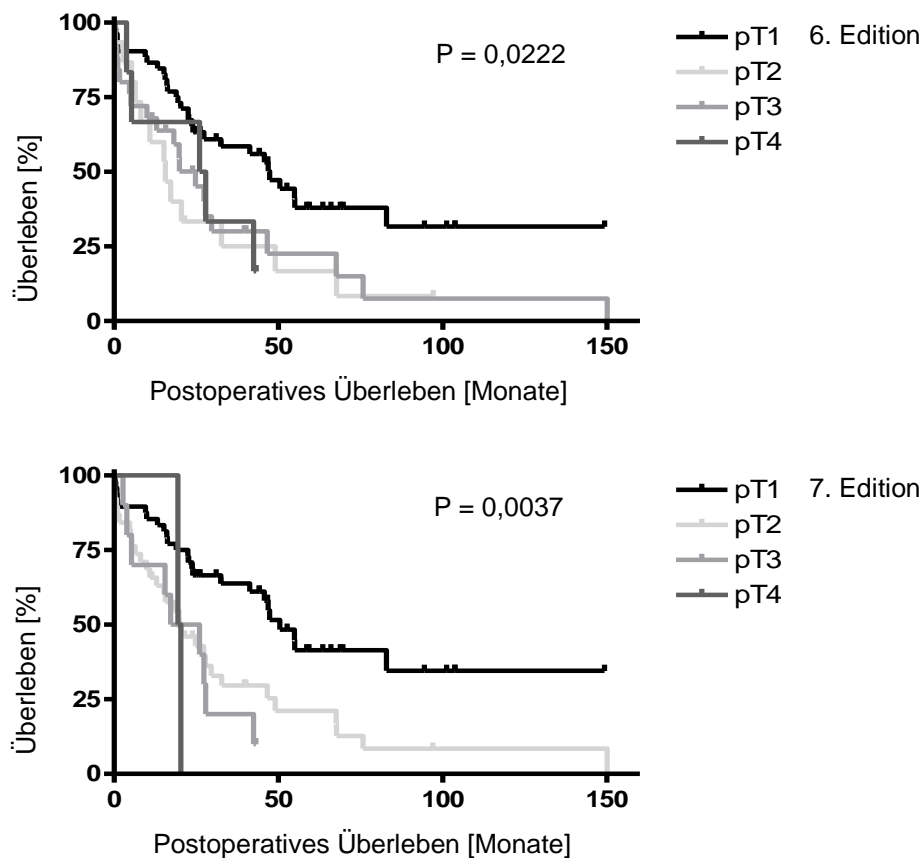 100
75
50
25
0
Überleben [%]
P = 0,0222
pT1
pT2
pT3
pT4
6. Edition
0 50 100 150
Postoperatives Überleben [Monate]
100
75
50
25
0
Überleben [%]
P = 0,0037
pT1
pT2
pT3
pT4
7. Edition
0 50 100 150
Postoperatives Überleben [Monate]